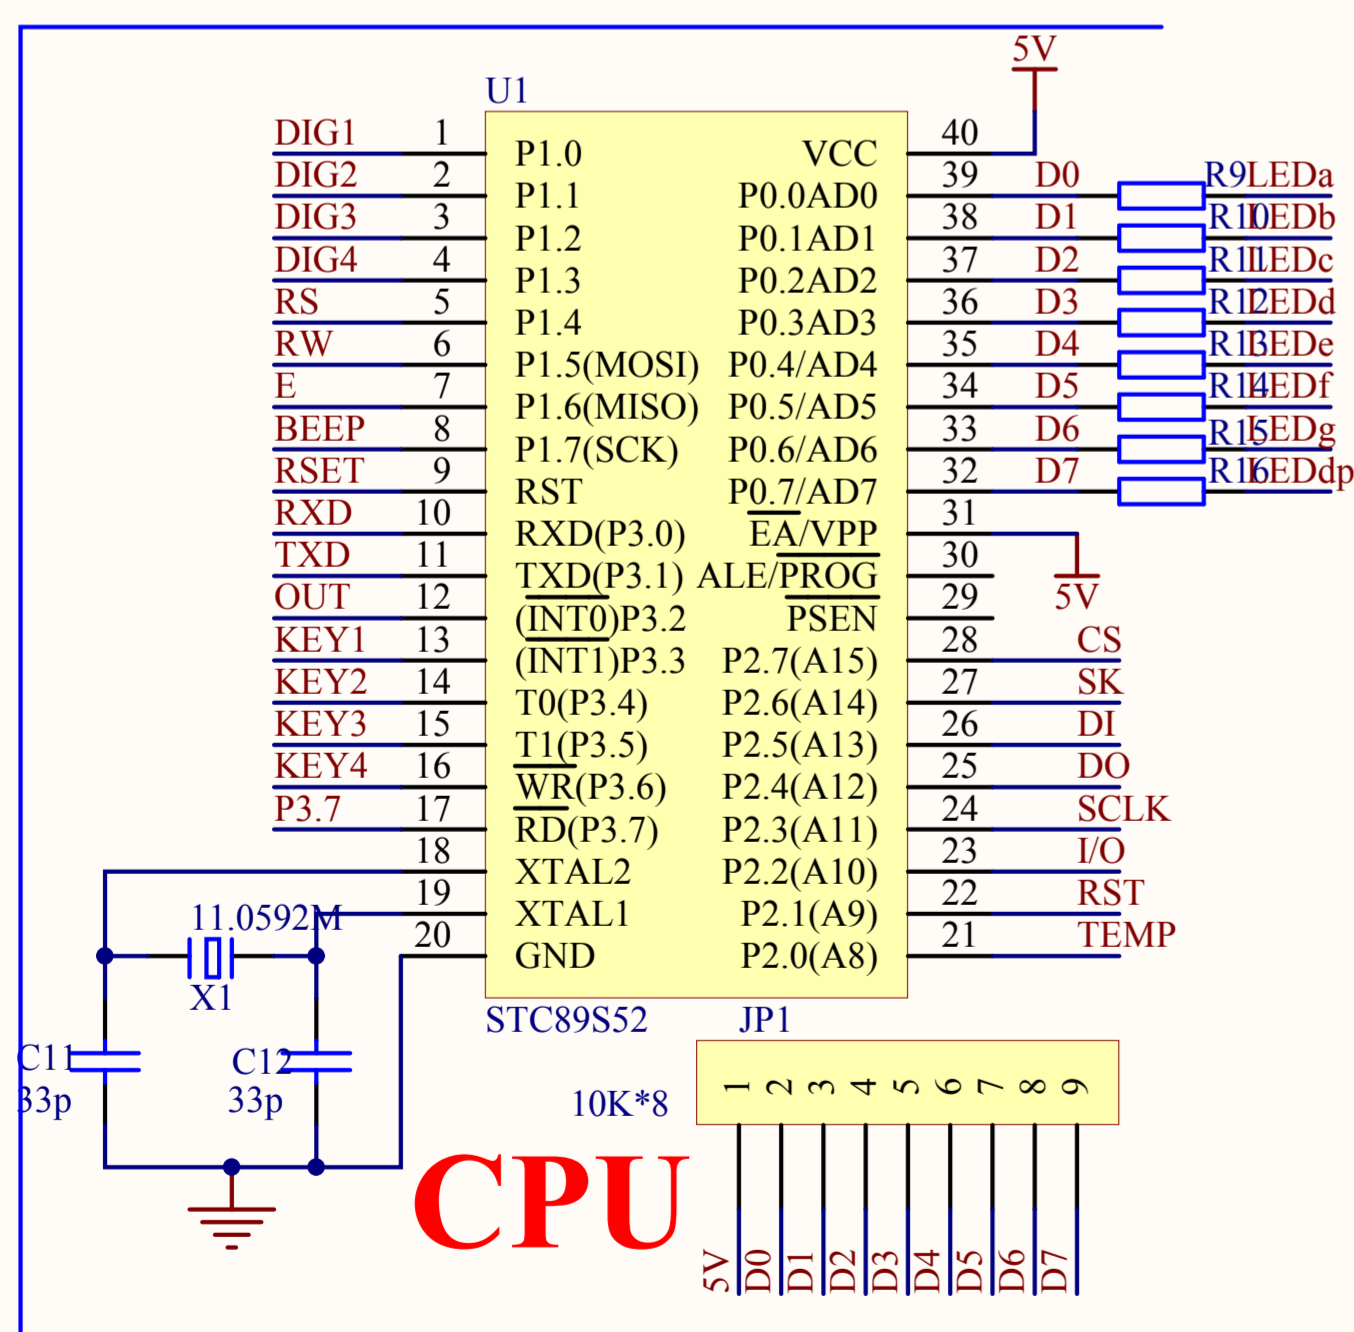 5V
U1
DIG1 1 P1.0 VCC 40
DIG2 2 P1.1 P0.0AD0 39 D0 R9 LEDa
DIG3 3 P1.2 P0.1AD1 38 D1 R10 LEDb
DIG4 4 P1.3 P0.2AD2 37 D2 R11 LEDc
RS 5 P1.4 P0.3AD3 36 D3 R12 LEDd
RW 6 P1.5(MOSI) P0.4/AD4 35 D4 R13 LEDe
E 7 P1.6(MISO) P0.5/AD5 34 D5 R14 LEDf
BEEP 8 P1.7(SCK) P0.6/AD6 33 D6 R15 LEDg
RSET 9 RST P0.7/AD7 32 D7 R16 LEDdp
RXD 10 RXD(P3.0) EA/VPP 31
TXD 11 TXD(P3.1) ALE/PROG 30
OUT 12 (INT0)P3.2 PSEN 29 5V
KEY1 13 (INT1)P3.3 P2.7(A15) 28 CS
KEY2 14 T0(P3.4) P2.6(A14) 27 SK
KEY3 15 T1(P3.5) P2.5(A13) 26 DI
KEY4 16 WR(P3.6) P2.4(A12) 25 DO
P3.7 17 RD(P3.7) P2.3(A11) 24 SCLK
18 XTAL2 P2.2(A10) 23 I/O
19 XTAL1 P2.1(A9) 22 RST
11.0592M
20 GND P2.0(A8) 21 TEMP
X1
STC89S52 JP1
C11 C12
33p 33p 10K*8
1 2 3 4 5 6 7 8 9
CPU
5V D0 D1 D2 D3 D4 D5 D6 D7